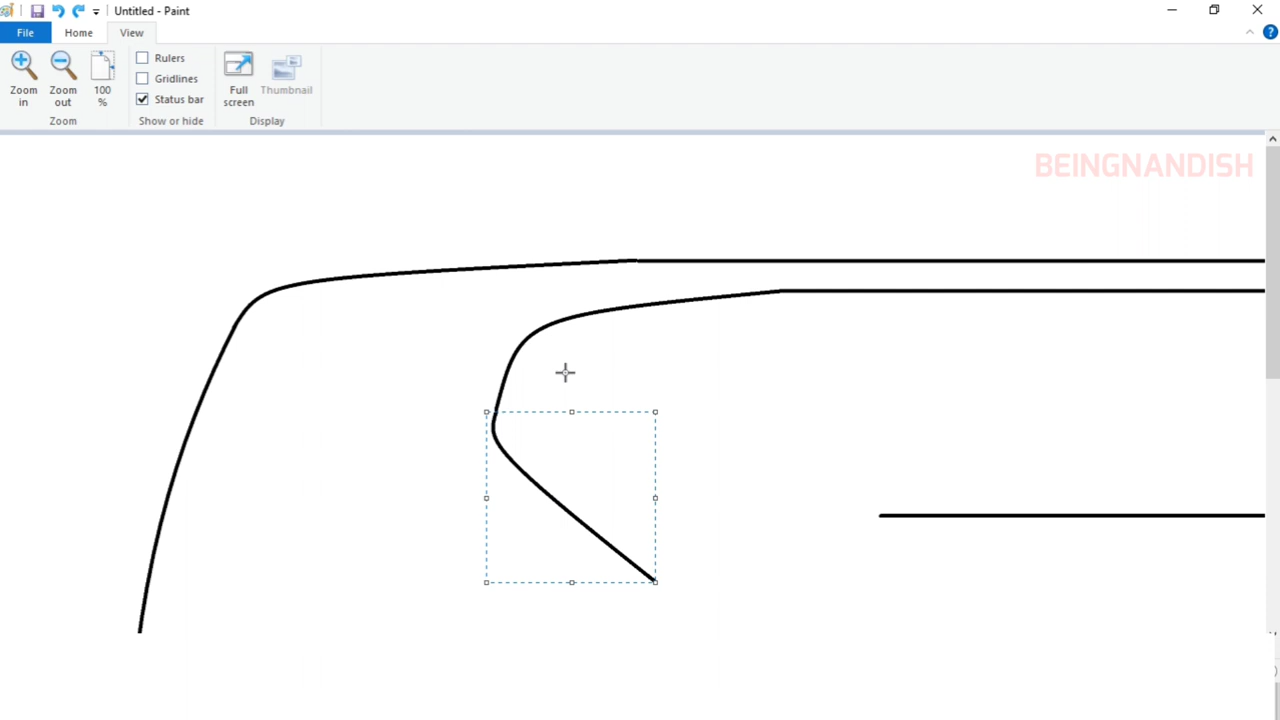 Untitled - Paint
File Home View
Zoom in
Zoom out
100 %
Rulers
Gridlines
Status bar
Full screen
Thumbnail
Zoom
Show or hide
Display
BEINGNANDISH